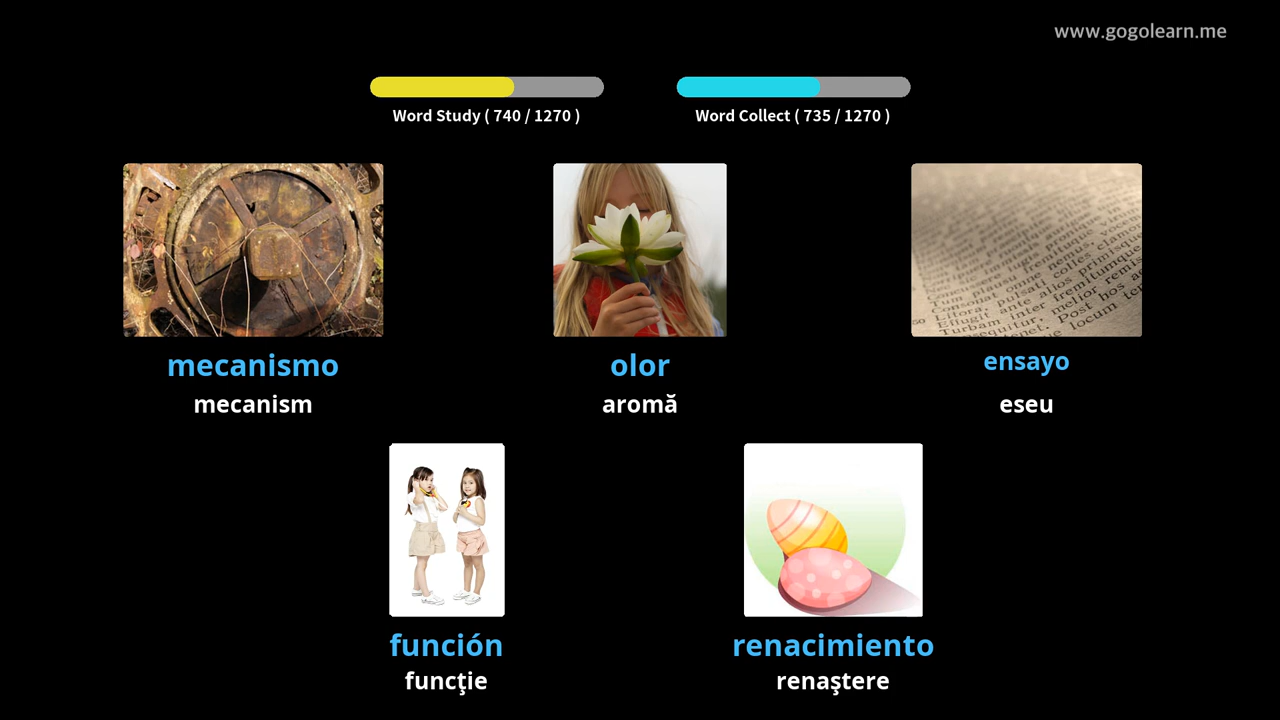 www.gogolearn.me
Word Study ( 740 / 1270 )
Word Collect ( 735 / 1270 )
mecanismo
mecanism
olor
aromă
ensayo
eseu
función
funcţie
renacimiento
renaştere